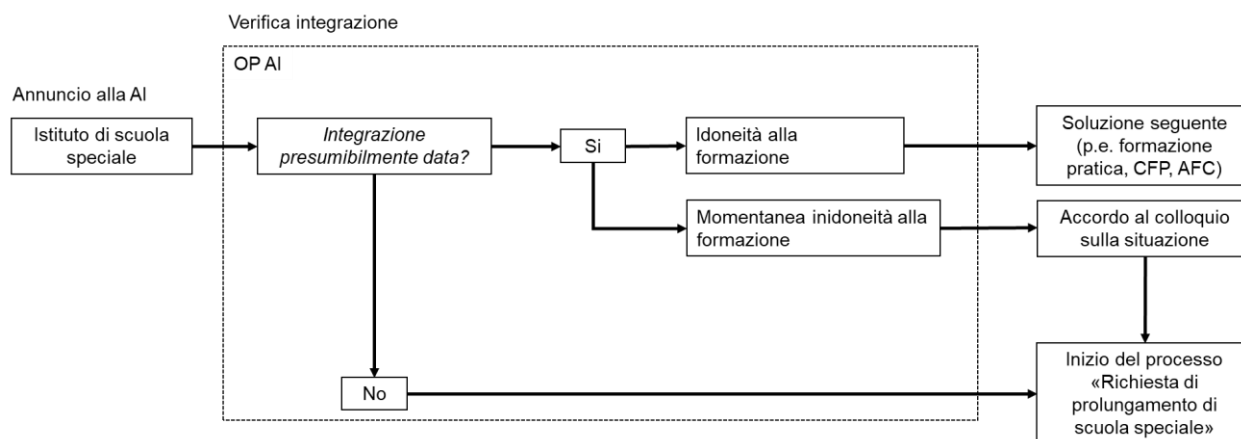 Verifica integrazione
OP AI
Annuncio alla AI
Istituto di scuola
speciale
Integrazione
presumibilmente data?
Si
Idoneità alla
formazione
Soluzione seguente
(p.e. formazione
pratica, CFP, AFC)
Momentanea inidoneità alla
formazione
Accordo al colloquio
sulla situazione
No
Inizio del processo
«Richiesta di
prolungamento di
scuola speciale»